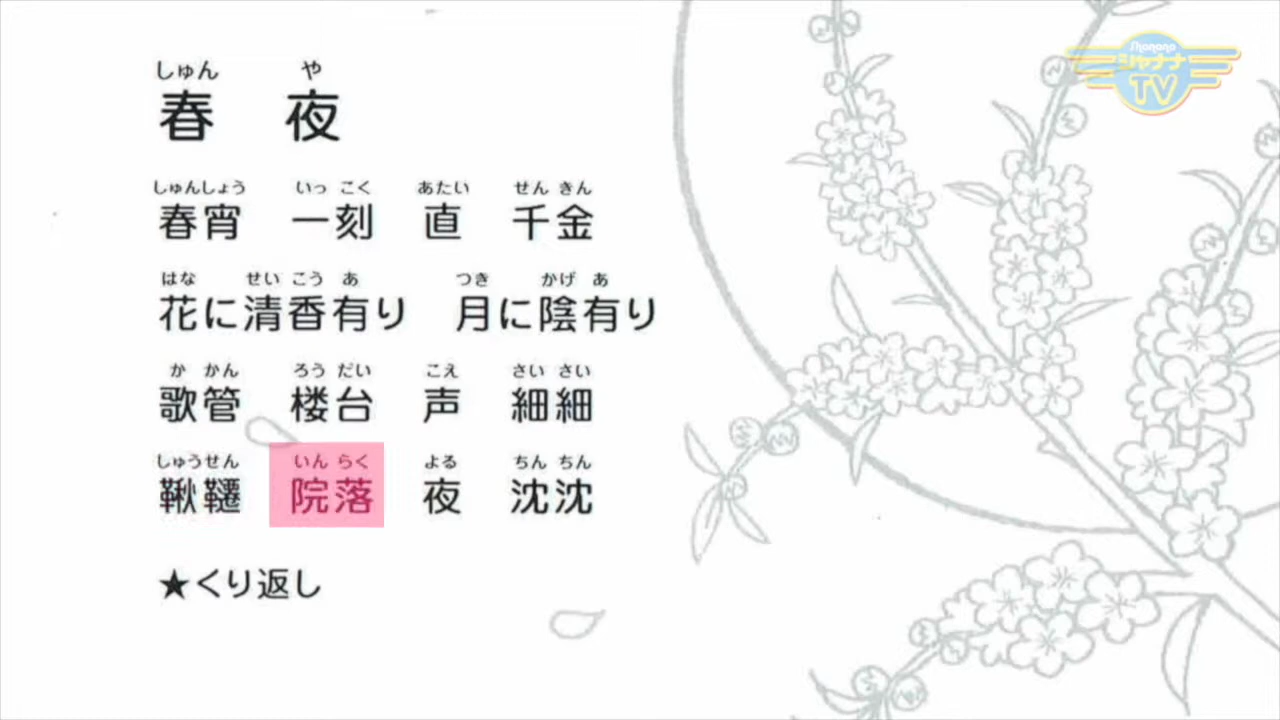 しゅん や
春 夜
しゅんしょう いっ こく あたい せん きん
春宵 一刻 直 千金
はな せい こう あ つき かげ あ
花に清香有り 月に陰有り
か かん ろう だい こえ さい さい
歌管 楼台 声 細細
しゅうせん いん らく よる ちん ちん
鞦韆 院落 夜 沈沈
★くり返し
Shanana
シャナナ
TV